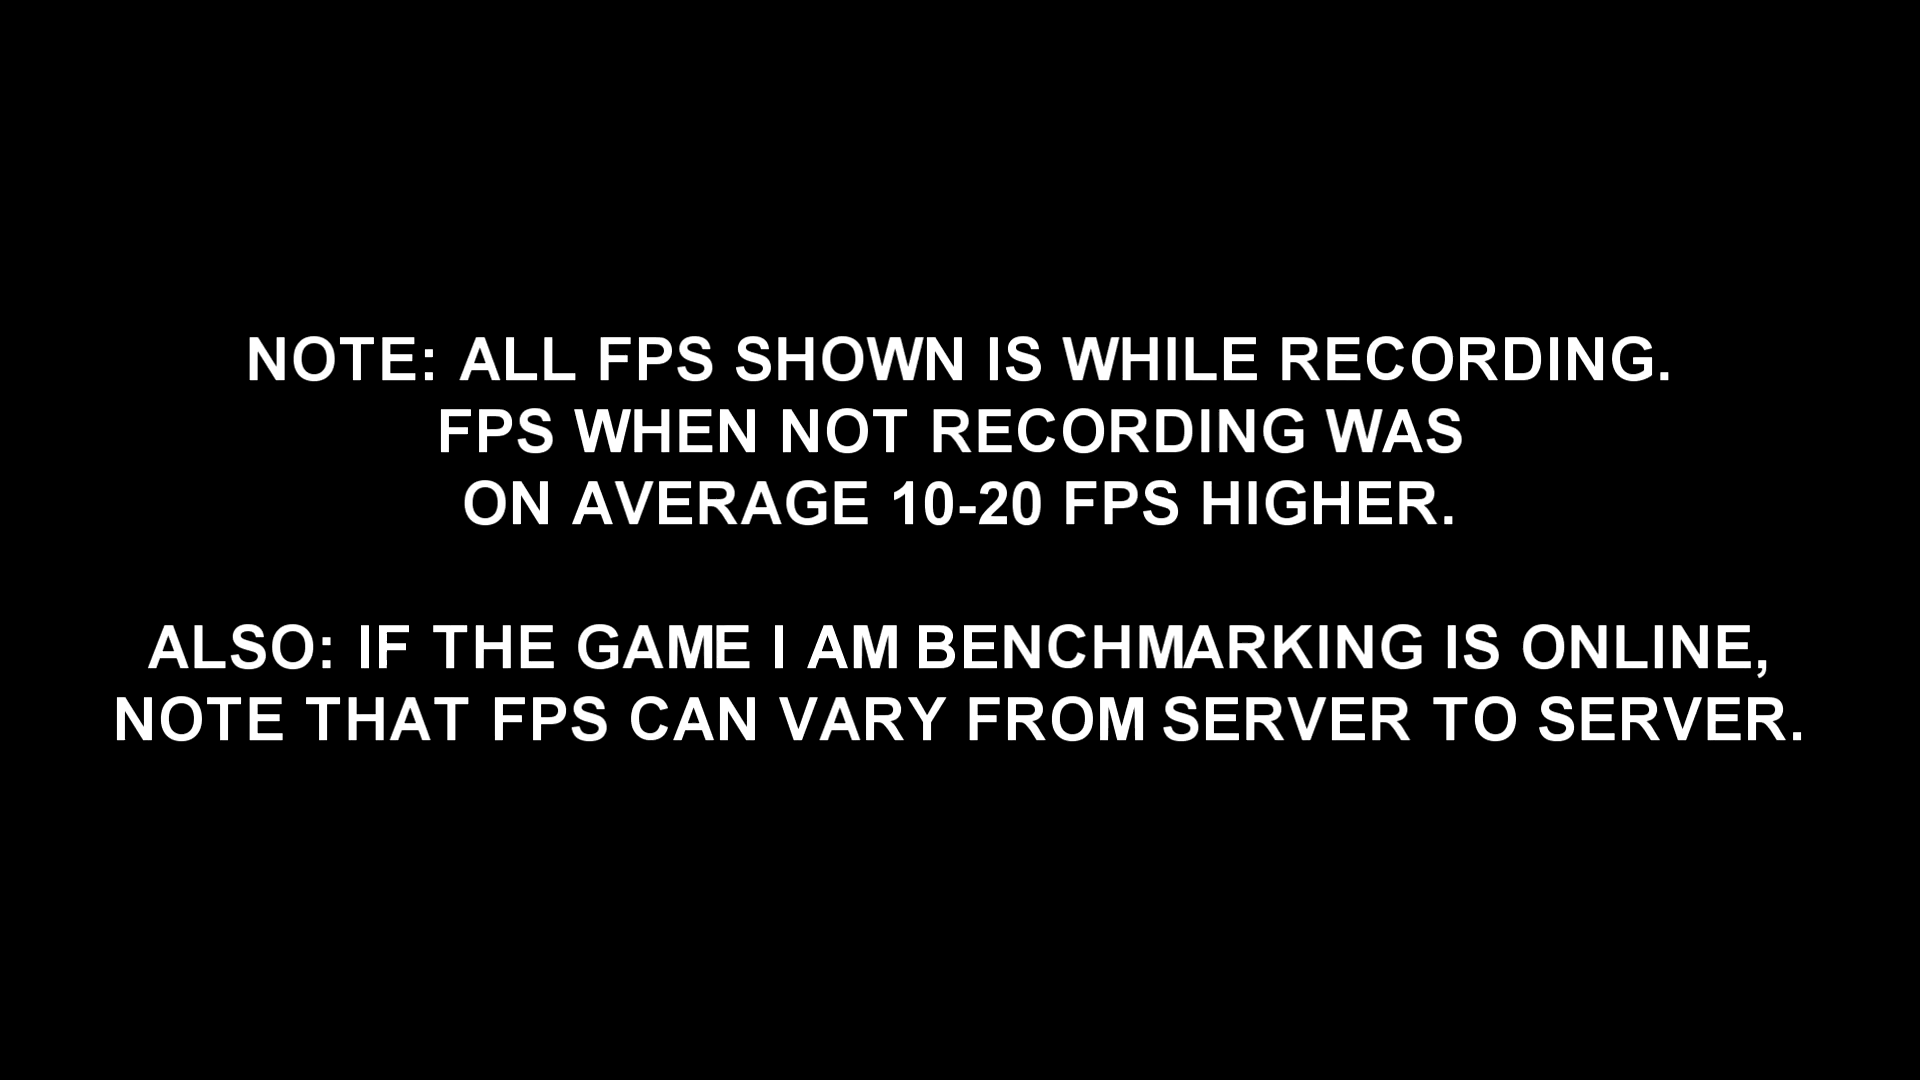 NOTE: ALL FPS SHOWN IS WHILE RECORDING.
FPS WHEN NOT RECORDING WAS
ON AVERAGE 10-20 FPS HIGHER.
ALSO: IF THE GAME I AM BENCHMARKING IS ONLINE,
NOTE THAT FPS CAN VARY FROM SERVER TO SERVER.